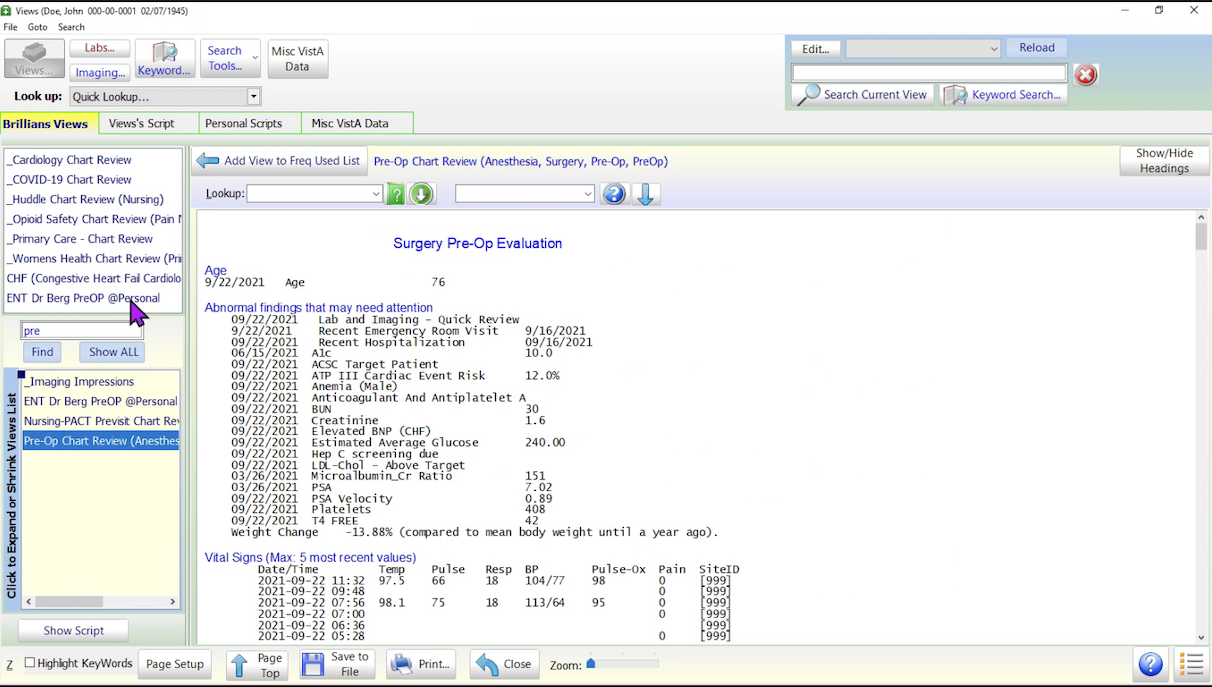 Views (Doe, John 000-00-0001 02/07/1945)
File Goto Search
Views...
Labs...
Imaging...
Keyword...
Search Tools...
Misc VistA Data
Edit...
Reload
Look up: Quick Lookup...
Search Current View
Keyword Search...
Brillians Views
Views's Script
Personal Scripts
Misc VistA Data
_Cardiology Chart Review
_COVID-19 Chart Review
_Huddle Chart Review (Nursing)
_Opioid Safety Chart Review (Pain
_Primary Care - Chart Review
_Womens Health Chart Review (Pri
CHF (Congestive Heart Fail Cardiolo
ENT Dr Berg PreOP @Personal
pre
Find
Show ALL
Click to Expand or Shrink Views List
_Imaging Impressions
ENT Dr Berg PreOP @Personal
Nursing-PACT Previsit Chart Rev
Pre-Op Chart Review (Anesthes
Show Script
Add View to Freq Used List
Pre-Op Chart Review (Anesthesia, Surgery, Pre-Op, PreOp)
Show/Hide Headings
Lookup:
?
?
Surgery Pre-Op Evaluation
Age
9/22/2021 Age 76
Abnormal findings that may need attention
09/22/2021 Lab and Imaging - Quick Review
9/22/2021 Recent Emergency Room Visit 9/16/2021
09/22/2021 Recent Hospitalization 09/16/2021
06/15/2021 A1c 10.0
09/22/2021 ACSC Target Patient
09/22/2021 ATP III Cardiac Event Risk 12.0%
09/22/2021 Anemia (Male)
09/22/2021 Anticoagulant And Antiplatelet A
09/22/2021 BUN 30
09/22/2021 Creatinine 1.6
09/22/2021 Elevated BNP (CHF)
09/22/2021 Estimated Average Glucose 240.00
09/22/2021 Hep C screening due
09/22/2021 LDL-Chol - Above Target
03/26/2021 Microalbumin_Cr Ratio 151
03/26/2021 PSA 7.02
09/22/2021 PSA Velocity 0.89
09/22/2021 Platelets 408
09/22/2021 T4 FREE 42
Weight Change -13.88% (compared to mean body weight until a year ago).
Vital Signs (Max: 5 most recent values)
Date/Time Temp Pulse Resp BP Pulse-Ox Pain SiteID
2021-09-22 11:32 97.5 66 18 104/77 98 0 [999]
2021-09-22 09:48 0 [999]
2021-09-22 07:56 98.1 75 18 113/64 95 0 [999]
2021-09-22 07:00 0 [999]
2021-09-22 06:36 [999]
2021-09-22 05:28 0 [999]
Z
Highlight KeyWords
Page Setup
Page Top
Save to File
Print...
Close
Zoom:
?